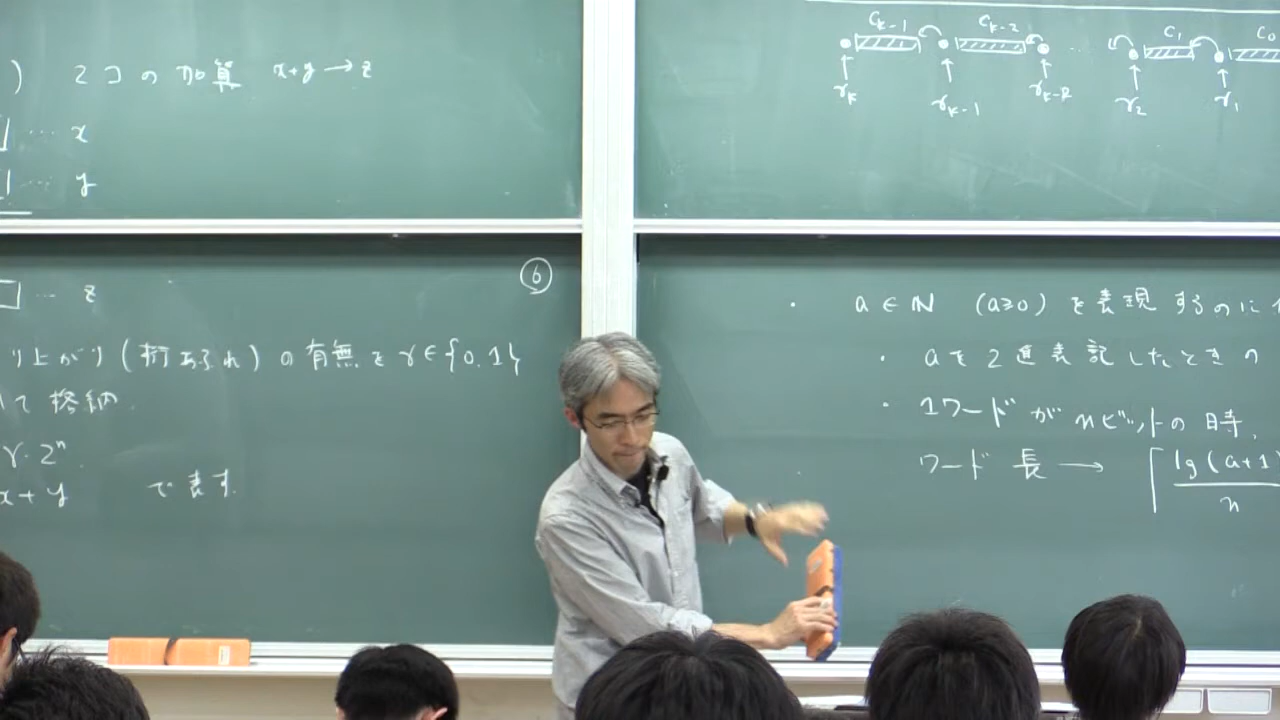 ) 2コの加算 x+y→z
… x
… y
… z
⑥
り上がり(桁あふれ)の有無をγ∈{0,1}
して格納.
γ・2ⁿ.
x+y で表す.
C_{k-1} C_{k-2} … C_1 C_0
γ_k γ_{k-1} γ_{k-2} γ_2 γ_1
・ a∈ℕ (a≥0) を表現するのに
・ aを2進表記したときの
・ 1ワードがnビットの時,
ワード長 → ⌈ lg(a+1) / n